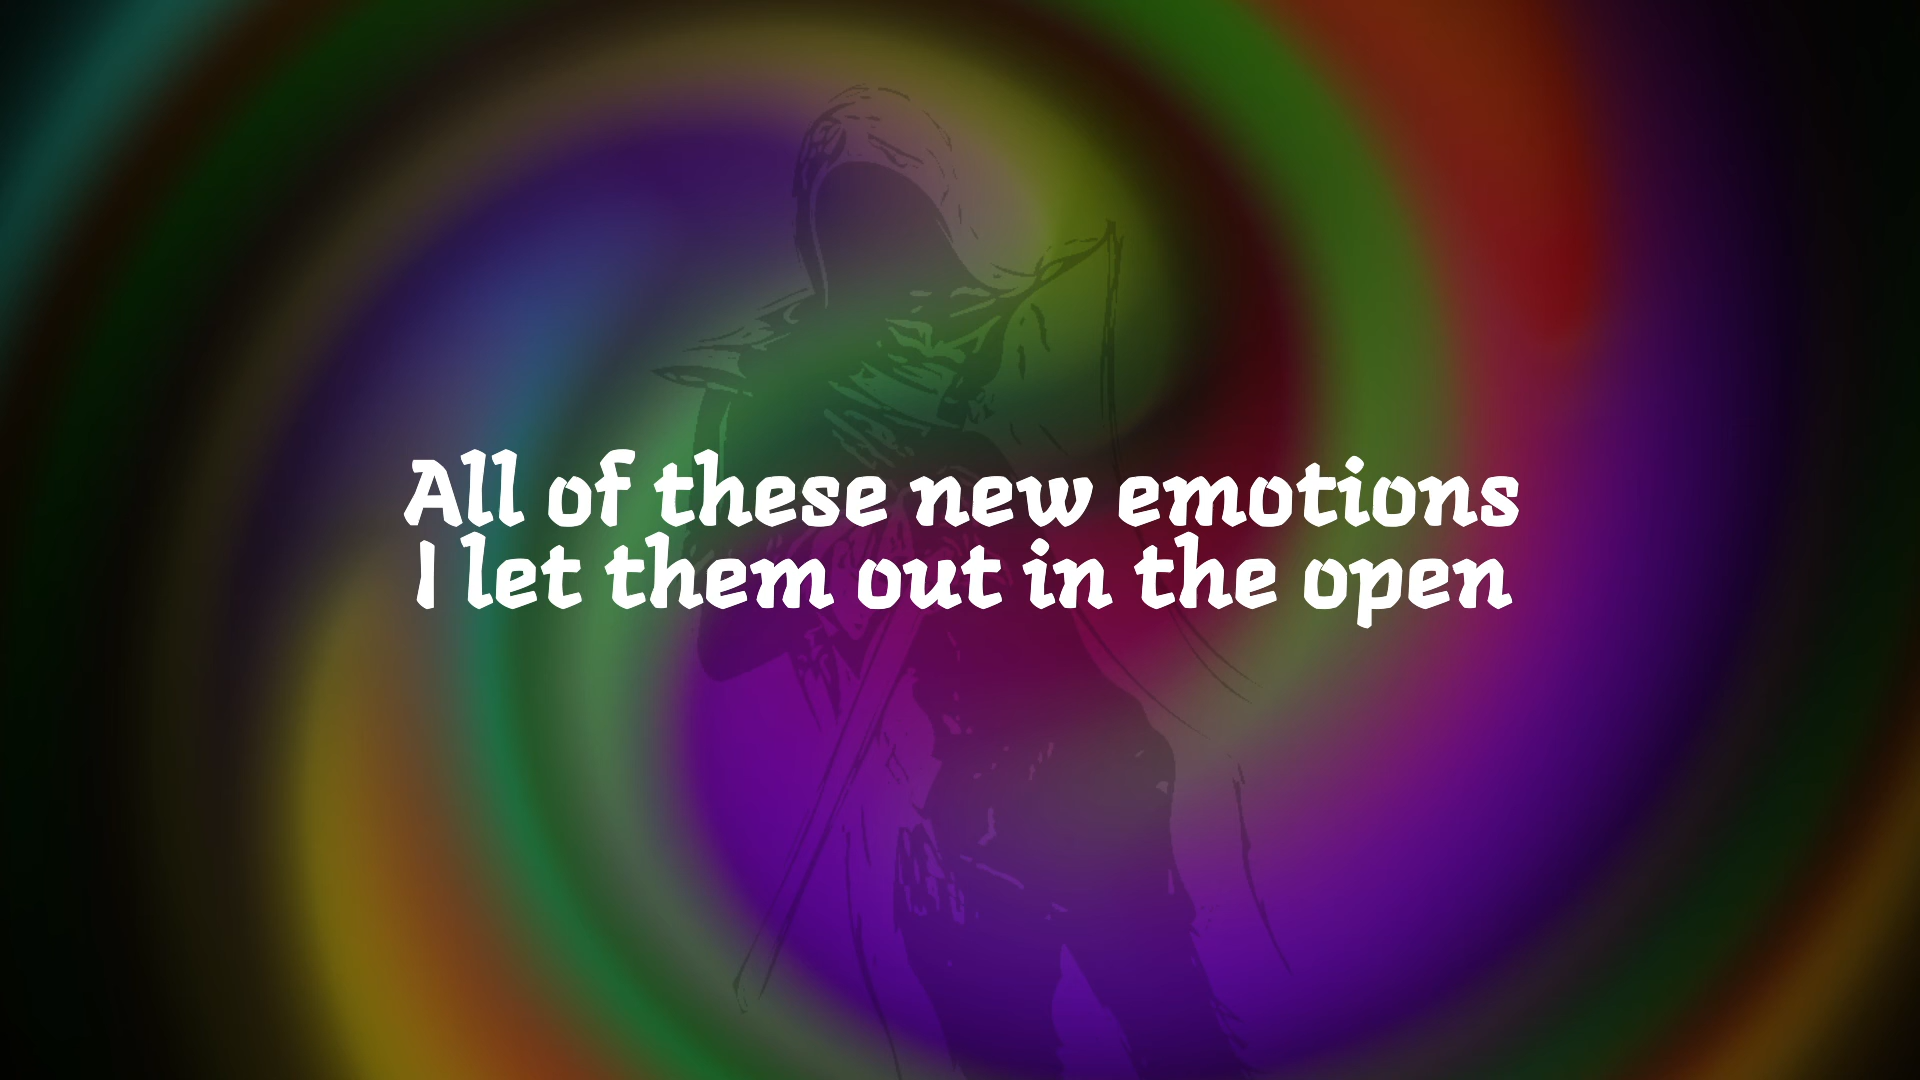 All of these new emotions
I let them out in the open